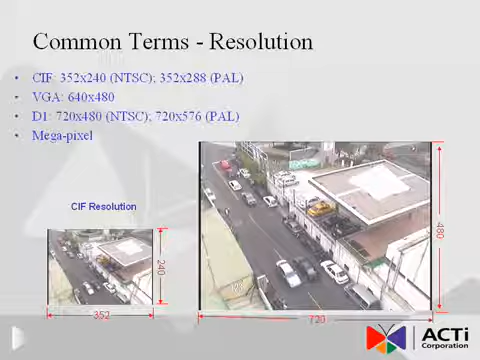 Common Terms - Resolution
• CIF: 352x240 (NTSC); 352x288 (PAL)
• VGA: 640x480
• D1: 720x480 (NTSC); 720x576 (PAL)
• Mega-pixel
CIF Resolution
240
352
480
720
ACTi
Corporation